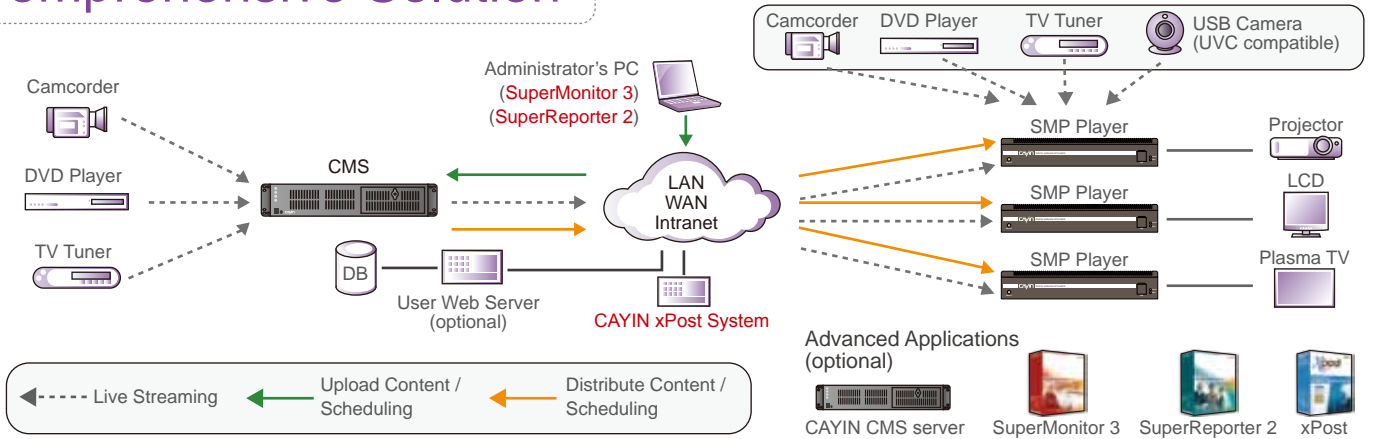 Solution
Camcorder
DVD Player
TV Tuner
USB Camera
(UVC compatible)
Administrator's PC
(SuperMonitor 3)
(SuperReporter 2)
Camcorder
DVD Player
TV Tuner
CMS
LAN
WAN
Intranet
SMP Player
SMP Player
SMP Player
Projector
LCD
Plasma TV
DB
User Web Server
(optional)
CAYIN xPost System
Live Streaming
Upload Content /
Scheduling
Distribute Content /
Scheduling
Advanced Applications
(optional)
CAYIN CMS server
SuperMonitor 3
SuperReporter 2
xPost